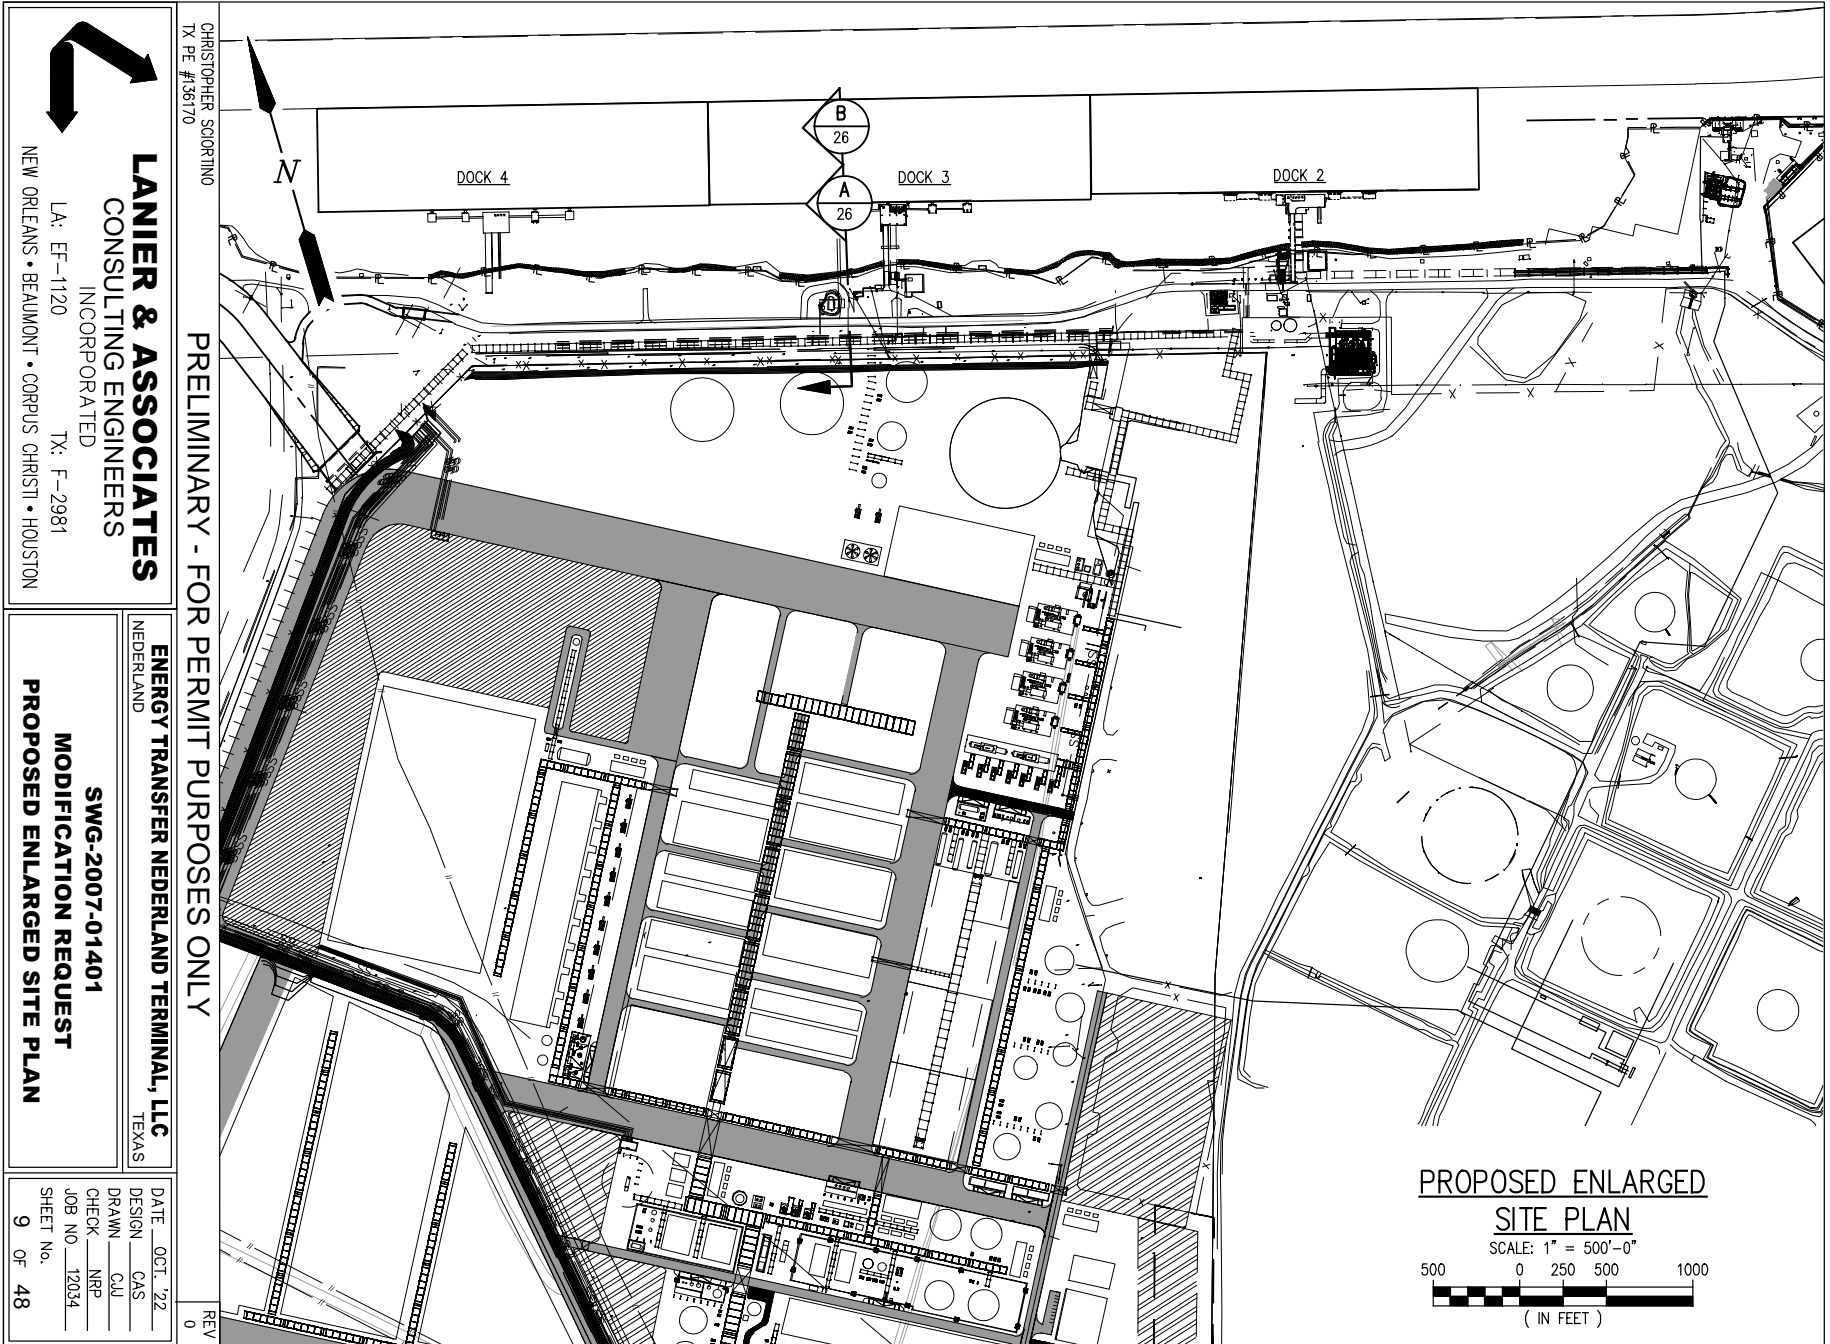 CHRISTOPHER SCIORTINO
TX PE #136170
PRELIMINARY - FOR PERMIT PURPOSES ONLY
REV
0
LANIER & ASSOCIATES
CONSULTING ENGINEERS
INCORPORATED
LA: EF-1120 TX: F-2981
NEW ORLEANS • BEAUMONT • CORPUS CHRISTI • HOUSTON
ENERGY TRANSFER NEDERLAND TERMINAL, LLC
NEDERLAND TEXAS
SWG-2007-01401
MODIFICATION REQUEST
PROPOSED ENLARGED SITE PLAN
DATE OCT. '22
DESIGN CAS
DRAWN CJJ
CHECK NRP
JOB NO 12034
SHEET No.
9 OF 48
N
B
26
A
26
DOCK 4
DOCK 3
DOCK 2
PROPOSED ENLARGED
SITE PLAN
SCALE: 1" = 500'-0"
500 0 250 500 1000
( IN FEET )